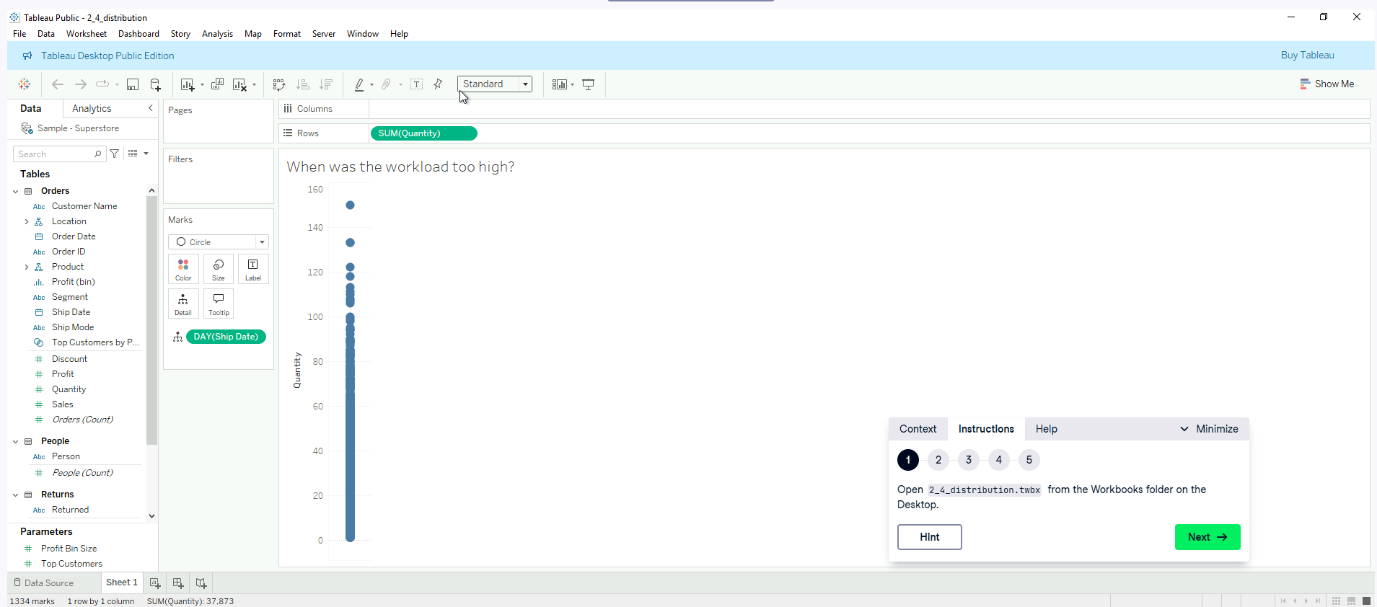 Tableau Public - 2_4_distribution
File Data Worksheet Dashboard Story Analysis Map Format Server Window Help
Tableau Desktop Public Edition Buy Tableau
Standard Show Me
Data Analytics
Sample - Superstore
Search
Tables
Orders
Abc Customer Name
Location
Order Date
Abc Order ID
Product
Profit (bin)
Abc Segment
Ship Date
Abc Ship Mode
Top Customers by P...
Discount
Profit
Quantity
Sales
Orders (Count)
People
Abc Person
People (Count)
Returns
Abc Returned
Parameters
Profit Bin Size
Top Customers
Pages
Filters
Marks
Circle
Color Size Label
Detail Tooltip
DAY(Ship Date)
Columns
Rows SUM(Quantity)
When was the workload too high?
160
140
120
100
80
60
40
20
0
Quantity
Context Instructions Help Minimize
1 2 3 4 5
Open 2_4_distribution.twbx from the Workbooks folder on the
Desktop.
Hint Next →
Data Source Sheet 1
1334 marks 1 row by 1 column SUM(Quantity): 37,873